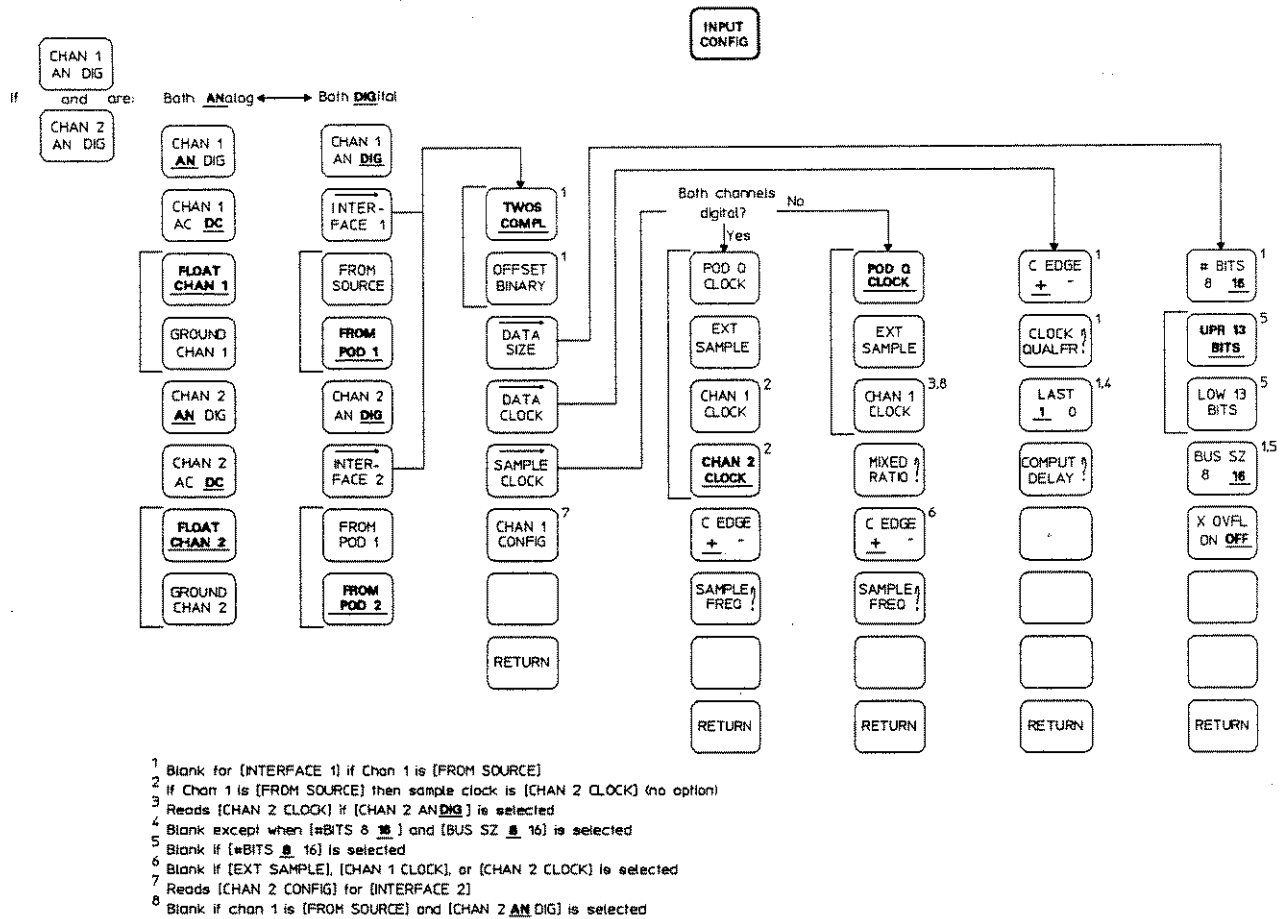 INPUT
CONFIG
CHAN 1
AN DIG
If and are: Both ANalog Both DIGital
CHAN 2
AN DIG
CHAN 1
AN DIG
CHAN 1
AC DC
FLOAT
CHAN 1
GROUND
CHAN 1
CHAN 2
AN DIG
CHAN 2
AC DC
FLOAT
CHAN 2
GROUND
CHAN 2
CHAN 1
AN DIG
INTER-
FACE 1
FROM
SOURCE
FROM
POD 1
CHAN 2
AN DIG
INTER-
FACE 2
FROM
POD 1
FROM
POD 2
TWOS
COMPL 1
OFFSET 1
BINARY
DATA
SIZE
DATA
CLOCK
SAMPLE
CLOCK
CHAN 1 7
CONFIG
RETURN
Both channels
digital?
No
Yes
POD Q
CLOCK
EXT
SAMPLE
CHAN 1 2
CLOCK
CHAN 2 2
CLOCK
C EDGE
+ -
SAMPLE
FREQ
RETURN
POD Q
CLOCK
EXT
SAMPLE
CHAN 1 3,8
CLOCK
MIXED
RATIO
C EDGE 6
+ -
SAMPLE
FREQ
RETURN
C EDGE 1
+ -
CLOCK 1
QUALFR
LAST 1,4
1 0
COMPUT
DELAY
RETURN
# BITS 1
8 16
UPR 13 5
BITS
LOW 13 5
BITS
BUS SZ 1,5
8 16
X OVFL
ON OFF
RETURN
1 Blank for [INTERFACE 1] if Chan 1 is [FROM SOURCE]
2 If Chan 1 is [FROM SOURCE] then sample clock is [CHAN 2 CLOCK] (no option)
3 Reads [CHAN 2 CLOCK] if [CHAN 2 AN DIG] is selected
4 Blank except when [#BITS 8 16] and [BUS SZ 8 16] is selected
5 Blank if [#BITS 8 16] is selected
6 Blank if [EXT SAMPLE], [CHAN 1 CLOCK], or [CHAN 2 CLOCK] is selected
7 Reads [CHAN 2 CONFIG] for [INTERFACE 2]
8 Blank if chan 1 is [FROM SOURCE] and [CHAN 2 AN DIG] is selected